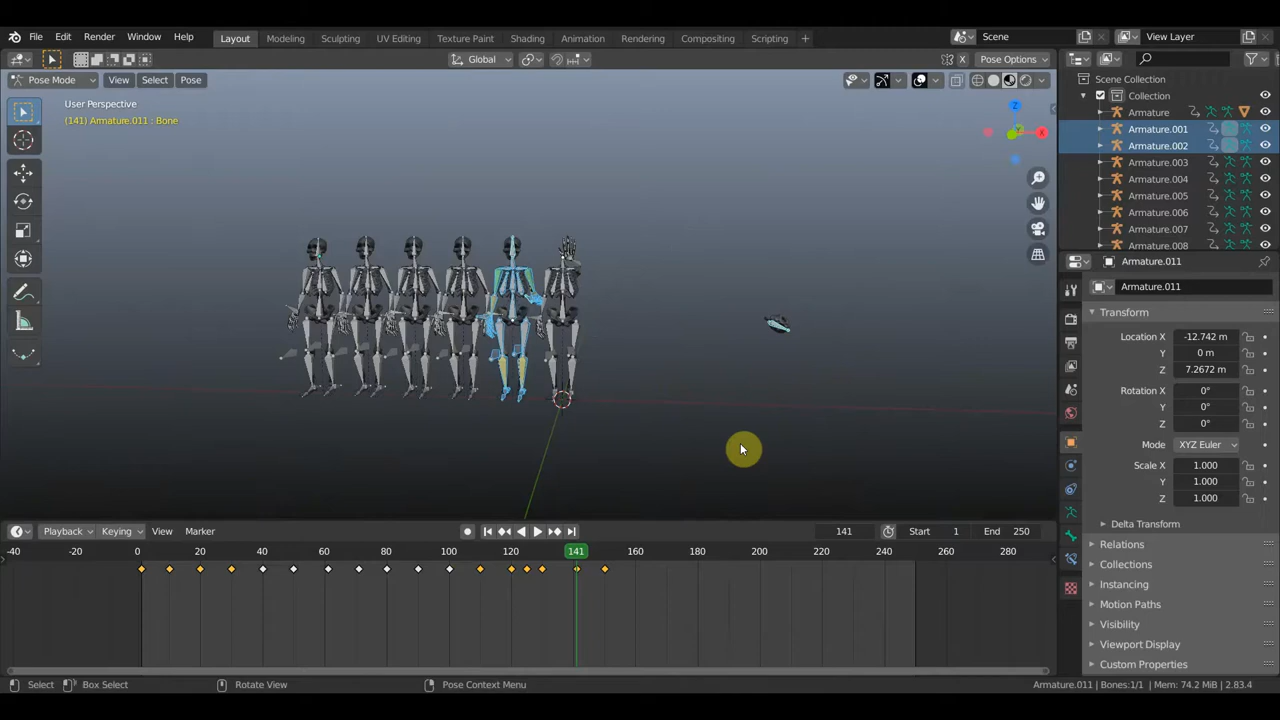 File Edit Render Window Help Layout Modeling Sculpting UV Editing Texture Paint Shading Animation Rendering Compositing Scripting + Scene View Layer
Global Pose Options
Pose Mode View Select Pose
X
User Perspective
(141) Armature.011 : Bone
Z
X
Y
Scene Collection
Collection
Armature
Armature.001
Armature.002
Armature.003
Armature.004
Armature.005
Armature.006
Armature.007
Armature.008
Armature.011
Armature.011
Transform
Location X -12.742 m
Y 0 m
Z 7.2672 m
Rotation X 0°
Y 0°
Z 0°
Mode XYZ Euler
Scale X 1.000
Y 1.000
Z 1.000
Delta Transform
Relations
Collections
Instancing
Motion Paths
Visibility
Viewport Display
Custom Properties
Playback Keying View Marker 141 Start 1 End 250
-40 -20 0 20 40 60 80 100 120 141 160 180 200 220 240 260 280
Select Box Select Rotate View Pose Context Menu Armature.011 | Bones:1/1 | Mem: 74.2 MiB | 2.83.4